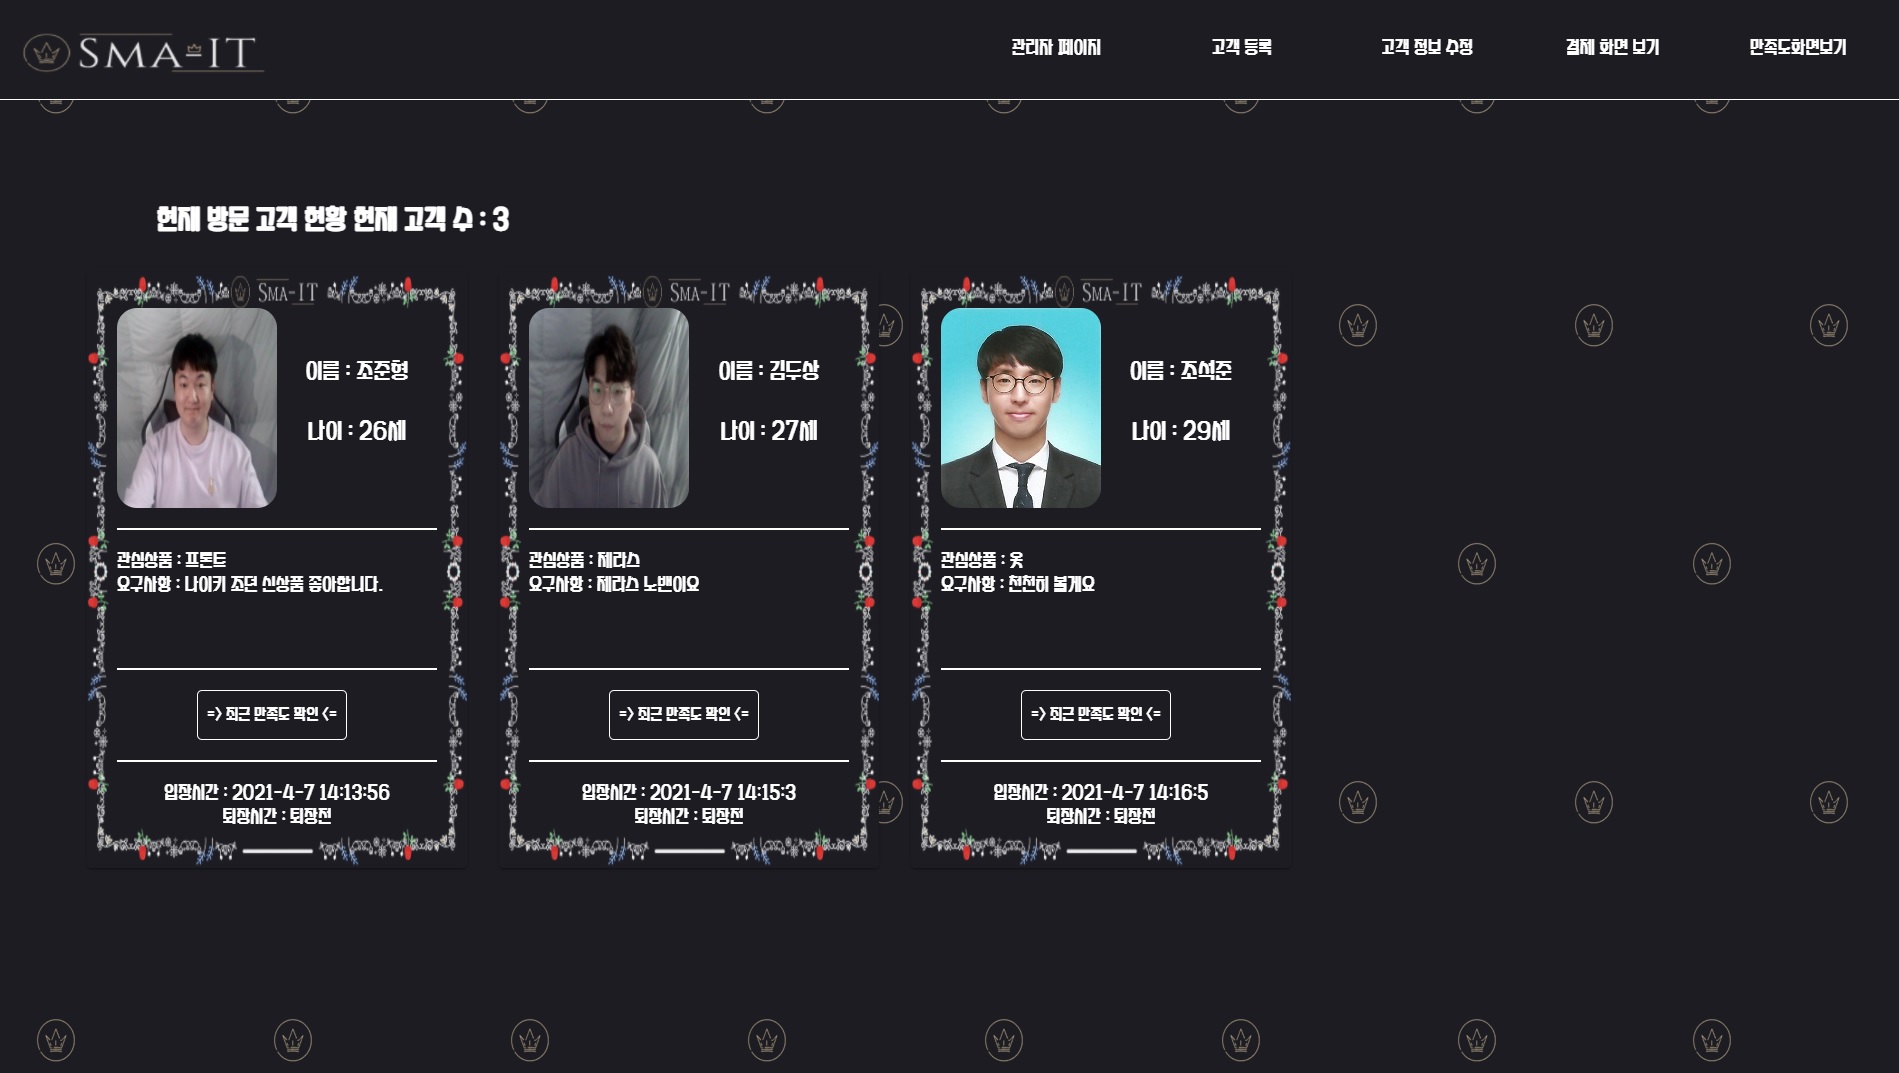 SMA-IT
관리자 페이지
고객 등록
고객 정보 수정
결제 화면 보기
만족도화면보기
현재 방문 고객 현황 현재 고객 수 : 3
SMA-IT
이름 : 조준형
나이 : 26세
관심상품 : 프론트
요구사항 : 나이키 조던 신상품 좋아합니다.
=> 최근 만족도 확인 <=
입장시간 : 2021-4-7 14:13:56
퇴장시간 : 퇴장전
SMA-IT
이름 : 김두상
나이 : 27세
관심상품 : 제라스
요구사항 : 제라스 노밴이요
=> 최근 만족도 확인 <=
입장시간 : 2021-4-7 14:15:3
퇴장시간 : 퇴장전
SMA-IT
이름 : 조석준
나이 : 29세
관심상품 : 옷
요구사항 : 천천히 볼게요
=> 최근 만족도 확인 <=
입장시간 : 2021-4-7 14:16:5
퇴장시간 : 퇴장전